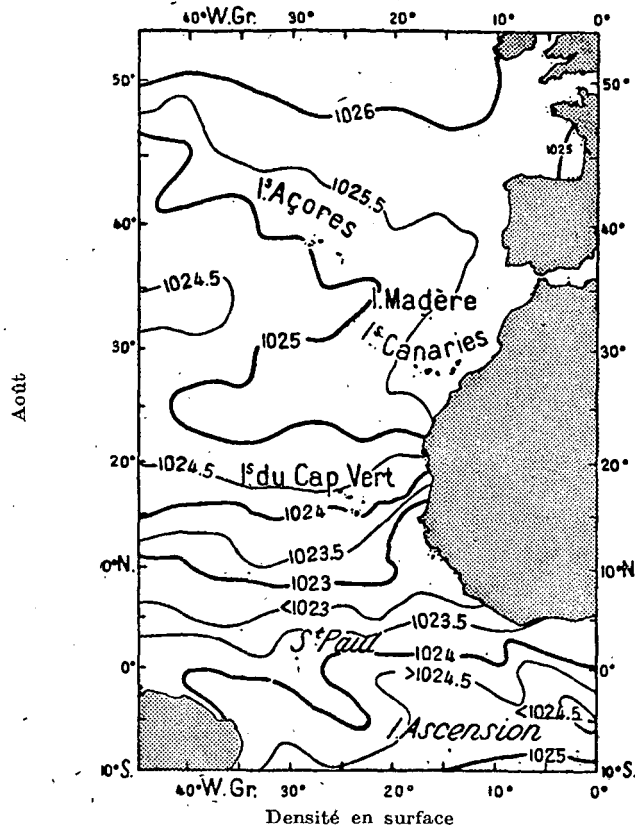 40° W.Gr. 30° 20° 10° 0°
50° 50°
1026
1025
1025.5
Iˢ Açores
40° 40°
1024.5
I. Madère
1025
Iˢ Canaries
30° 30°
Août
20° 1024.5 Iˢ du Cap Vert 20°
1024
1023.5
0°N. 10°N.
1023
<1023
1023.5
Sᵗ Paul
1024
0° 0°
>1024.5
<1024.5
I. Ascension
1025
10°S. 10°S.
40° W.Gr. 30° 20° 10° 0°
Densité en surface